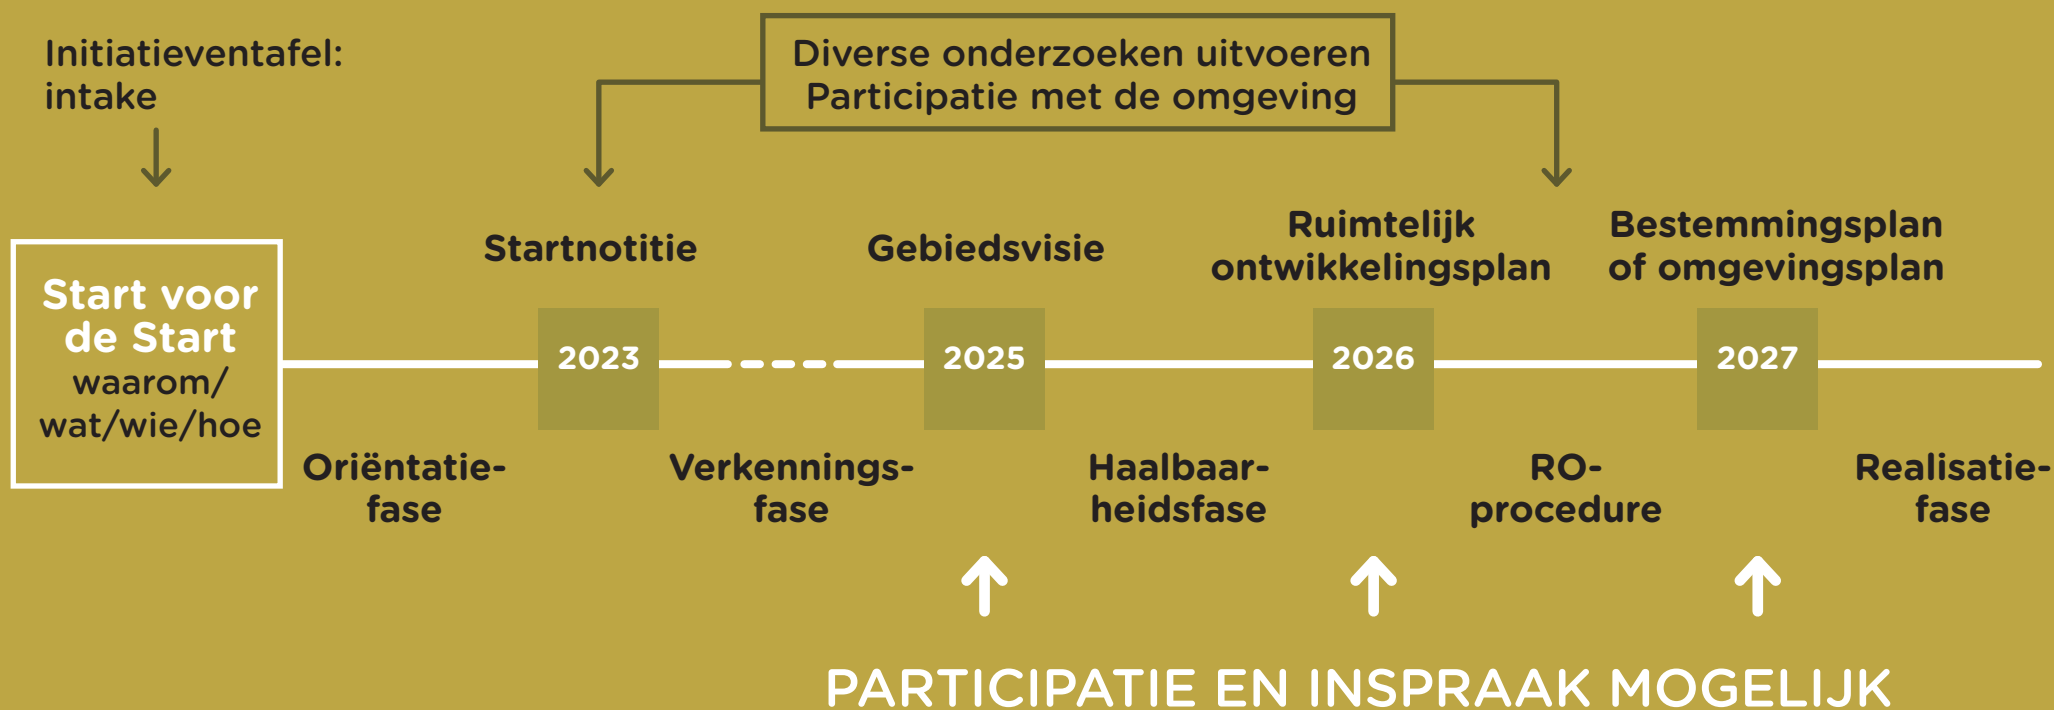 Initiatieventafel:
intake
Diverse onderzoeken uitvoeren
Participatie met de omgeving
Start voor
de Start
waarom/
wat/wie/hoe
Startnotitie
Gebiedsvisie
Ruimtelijk
ontwikkelingsplan
Bestemmingsplan
of omgevingsplan
2023
2025
2026
2027
Oriëntatie-
fase
Verkennings-
fase
Haalbaar-
heidsfase
RO-
procedure
Realisatie-
fase
PARTICIPATIE EN INSPRAAK MOGELIJK